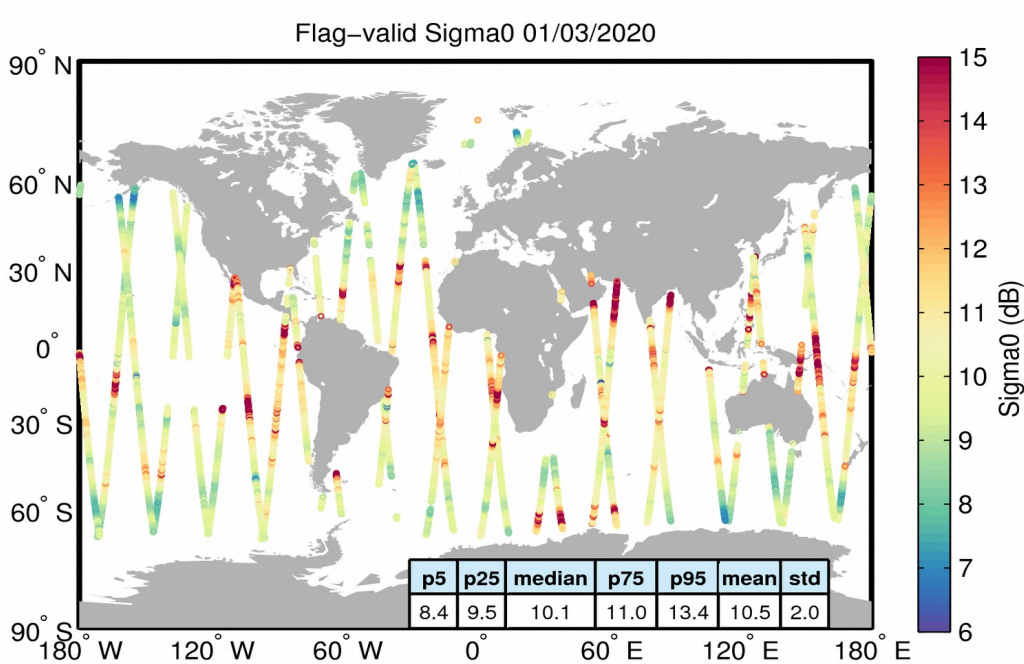 Flag−valid Sigma0 01/03/2020
90° N
60° N
30° N
0°
30° S
60° S
90° S
180° W
120° W
60° W
0°
60° E
120° E
180° E
15
14
13
12
11
10
9
8
7
6
Sigma0 (dB)
p5 p25 median p75 p95 mean std
8.4 9.5 10.1 11.0 13.4 10.5 2.0